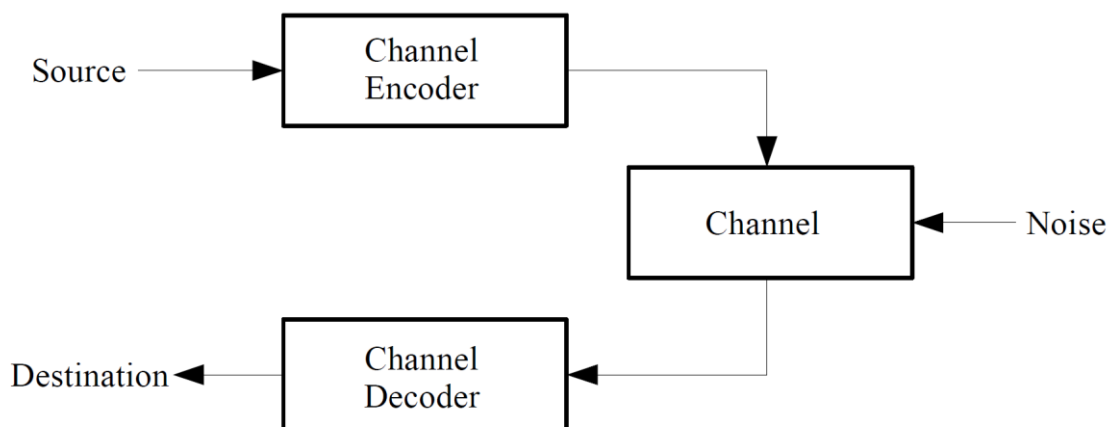 Source
Channel
Encoder
Channel
Noise
Channel
Decoder
Destination